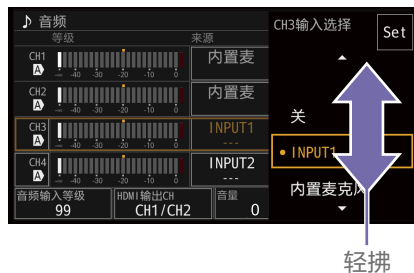 音频
CH3输入选择
Set
等级
来源
CH1
A
-∞ -40 -30 -20 -10 0
内置麦
CH2
A
-∞ -40 -30 -20 -10 0
内置麦
关
CH3
A
-∞ -40 -30 -20 -10 0
INPUT1
---
• INPUT1
CH4
A
-∞ -40 -30 -20 -10 0
INPUT2
---
内置麦克风
音频输入等级
99
HDMI输出CH
CH1/CH2
音量
0
轻拂